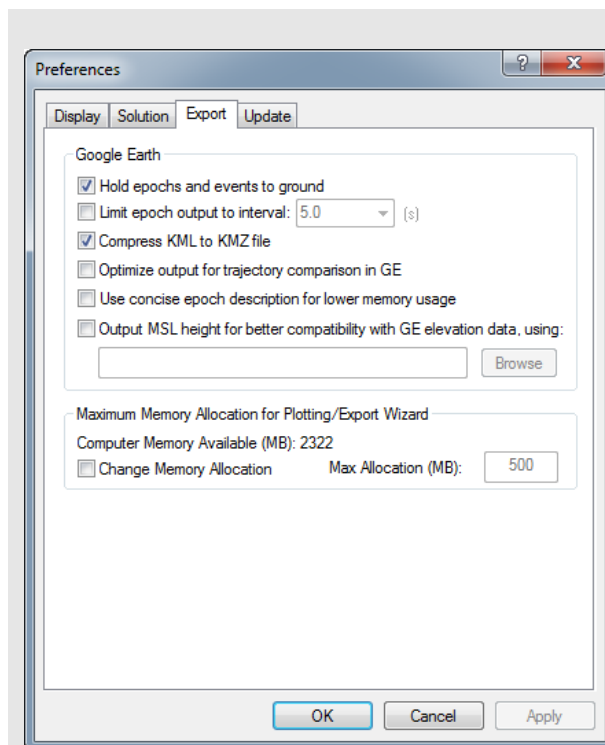 Preferences
Display Solution Export Update
Google Earth
Hold epochs and events to ground
Limit epoch output to interval: 5.0 (s)
Compress KML to KMZ file
Optimize output for trajectory comparison in GE
Use concise epoch description for lower memory usage
Output MSL height for better compatibility with GE elevation data, using:
Browse
Maximum Memory Allocation for Plotting/Export Wizard
Computer Memory Available (MB): 2322
Change Memory Allocation Max Allocation (MB): 500
OK Cancel Apply